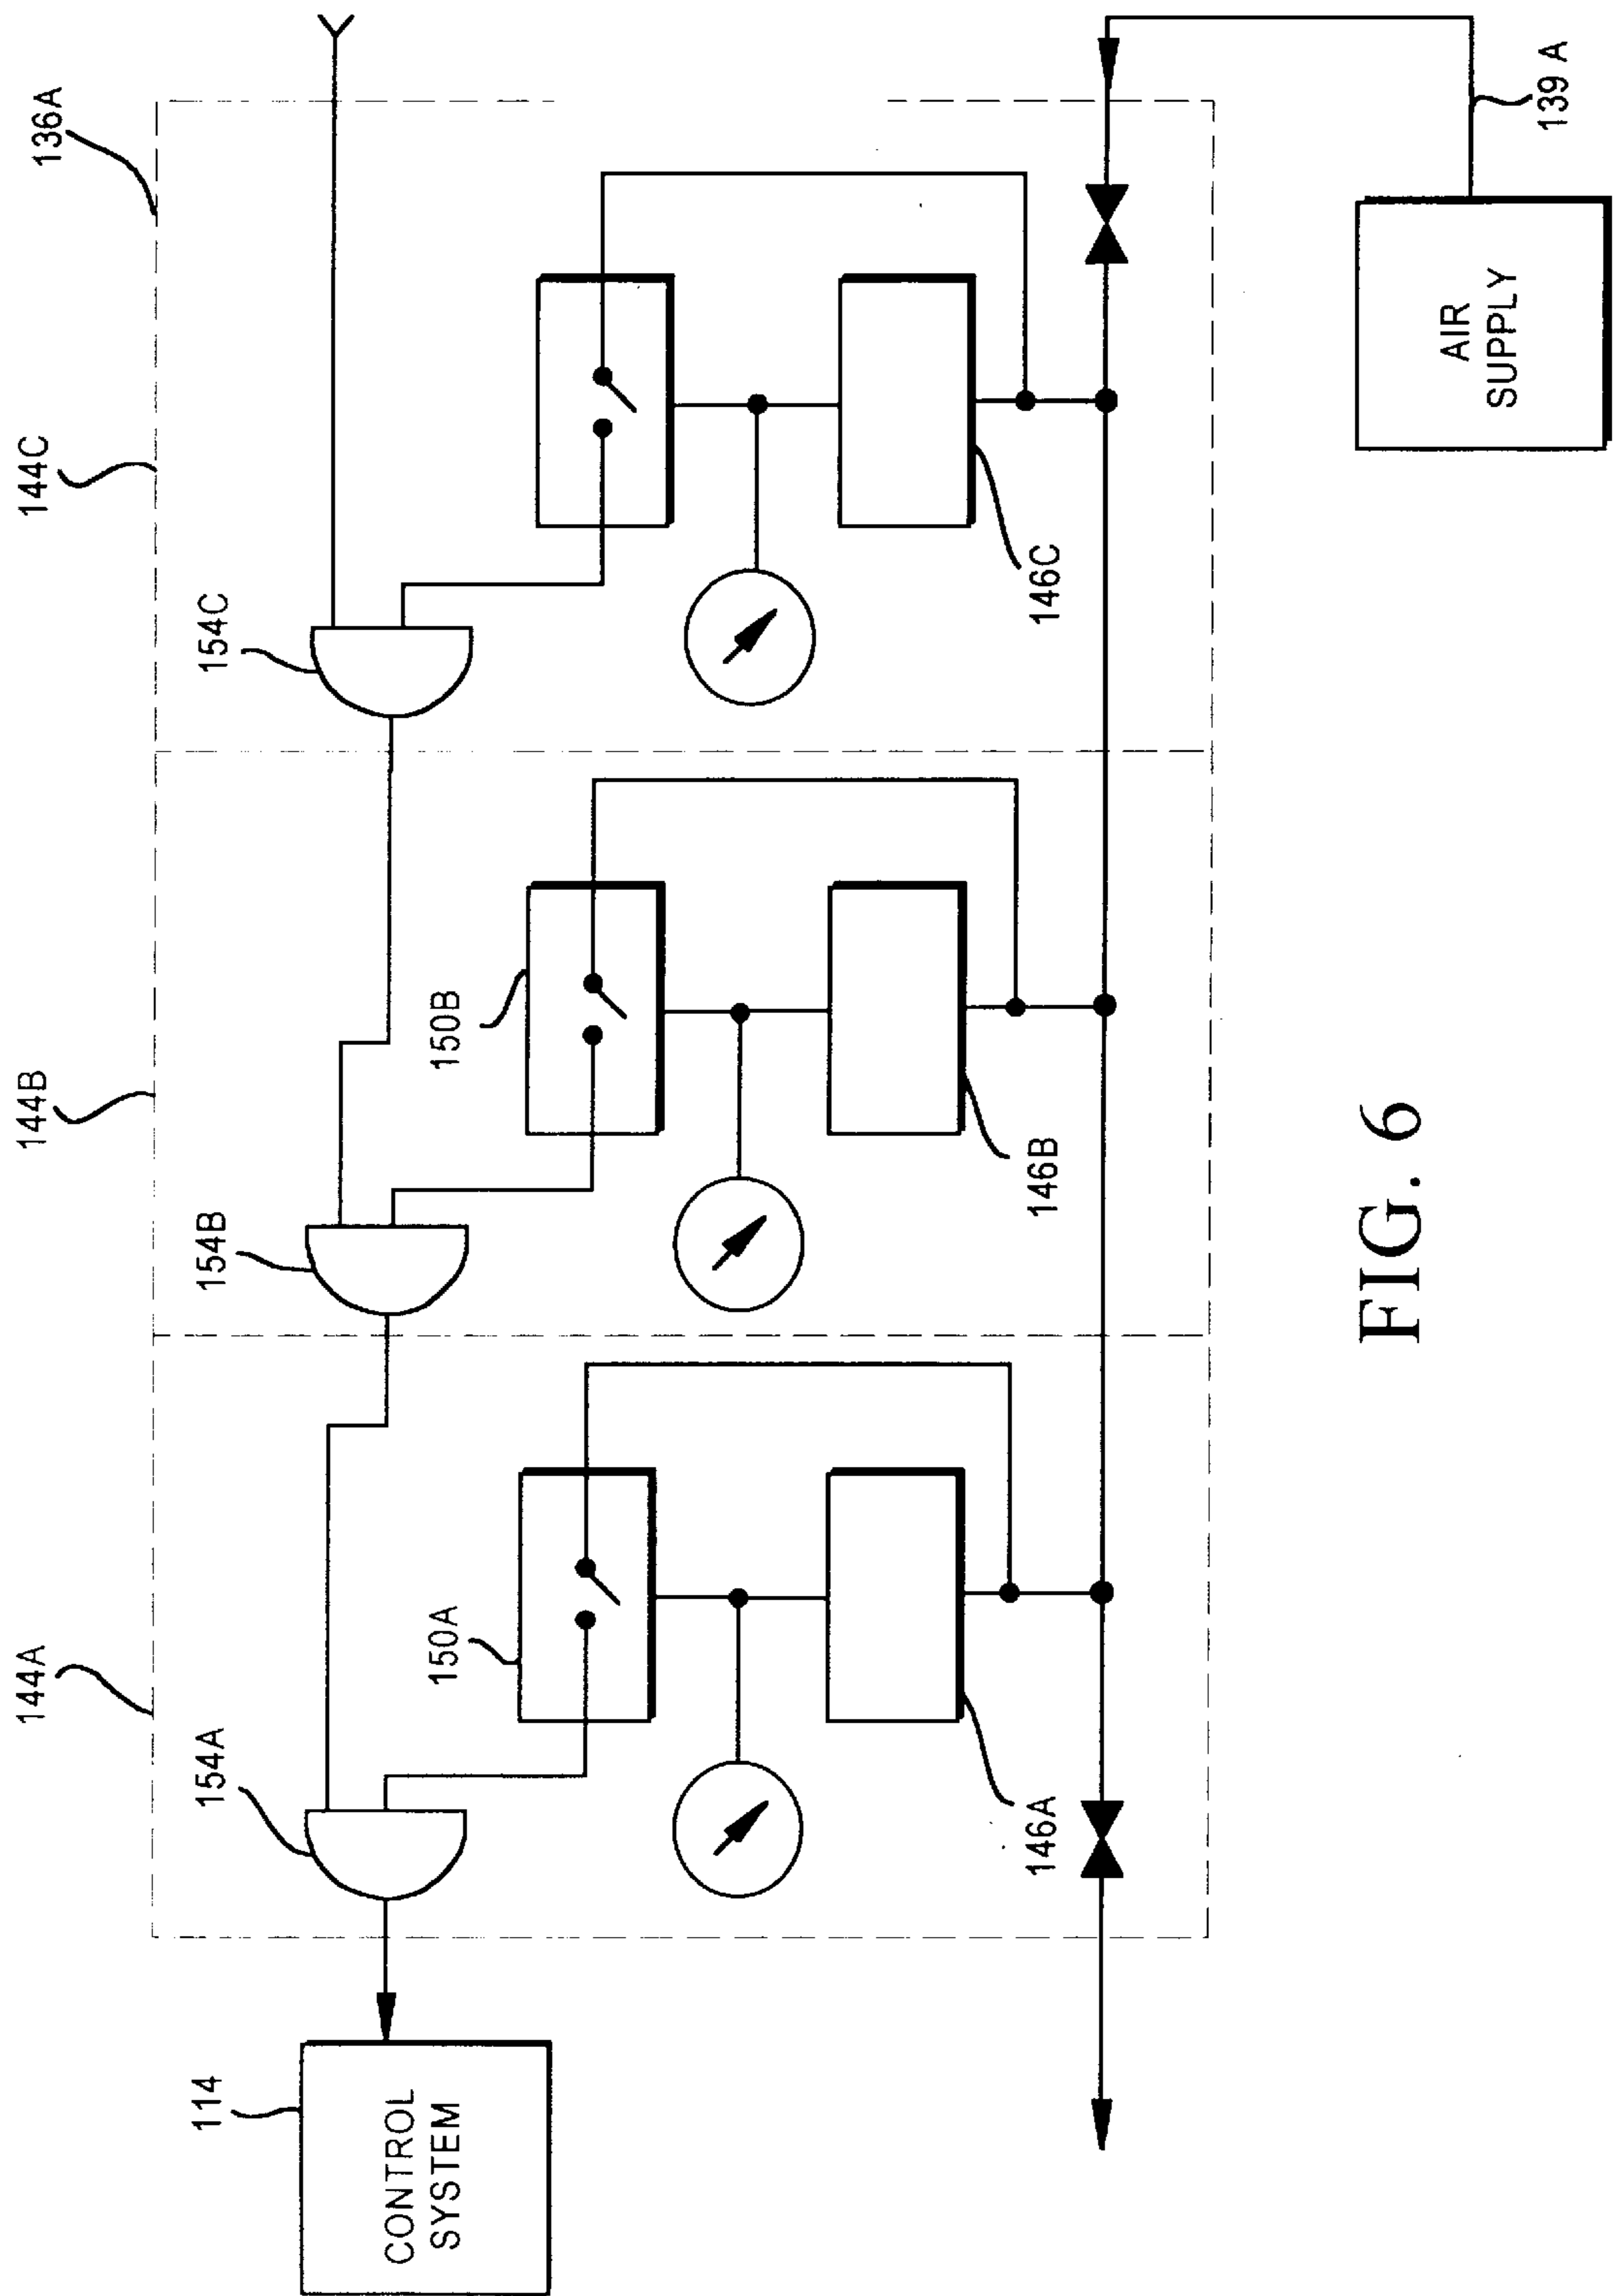 144A
144B
144C
136A
114
154A
154B
154C
CONTROL
SYSTEM
150A
150B
146A
146B
146C
AIR
SUPPLY
139 A
FIG. 6